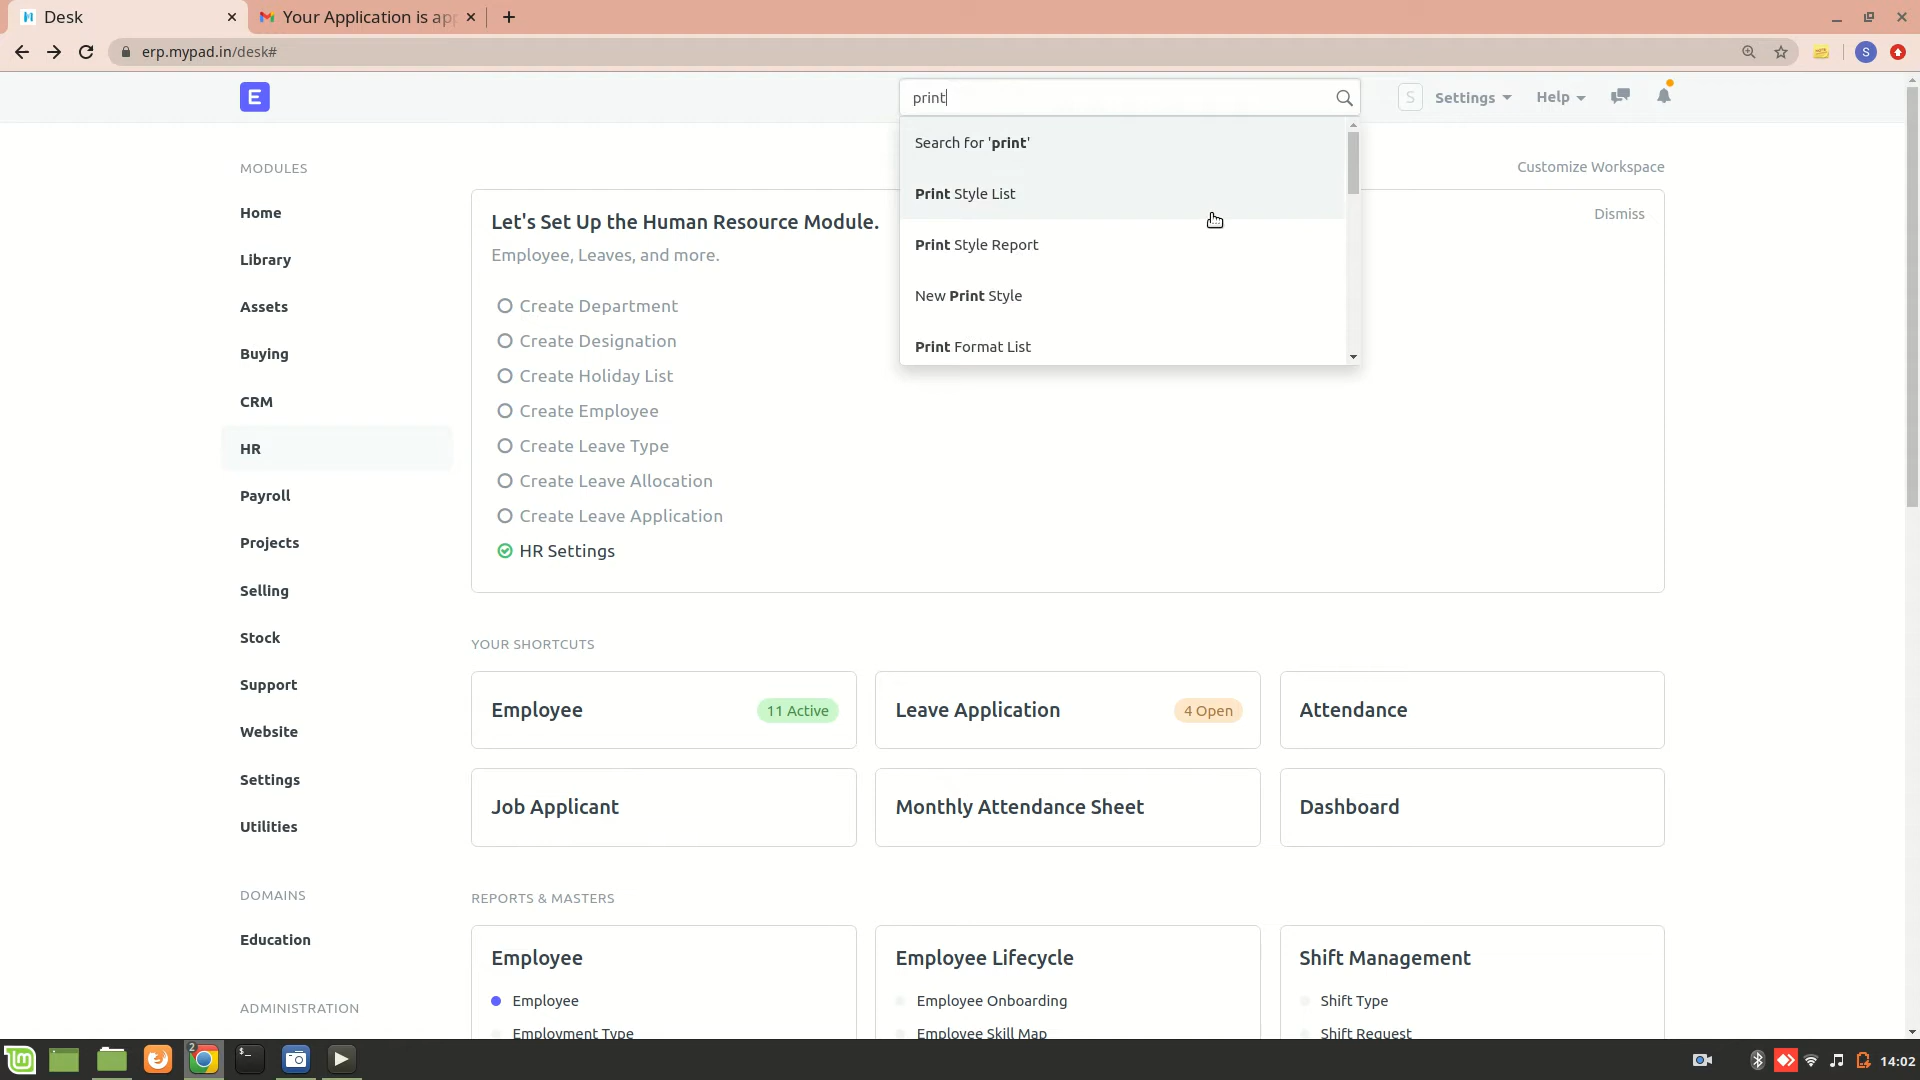 Desk
Your Application is app
erp.mypad.in/desk#
S
E
print
S
Settings
Help
Search for 'print'
Print Style List
Print Style Report
New Print Style
Print Format List
MODULES
Home
Library
Assets
Buying
CRM
HR
Payroll
Projects
Selling
Stock
Support
Website
Settings
Utilities
DOMAINS
Education
ADMINISTRATION
Customize Workspace
Let's Set Up the Human Resource Module.
Dismiss
Employee, Leaves, and more.
Create Department
Create Designation
Create Holiday List
Create Employee
Create Leave Type
Create Leave Allocation
Create Leave Application
HR Settings
YOUR SHORTCUTS
Employee
11 Active
Leave Application
4 Open
Attendance
Job Applicant
Monthly Attendance Sheet
Dashboard
REPORTS & MASTERS
Employee
Employee
Employment Type
Employee Lifecycle
Employee Onboarding
Employee Skill Map
Shift Management
Shift Type
Shift Request
2
14:02